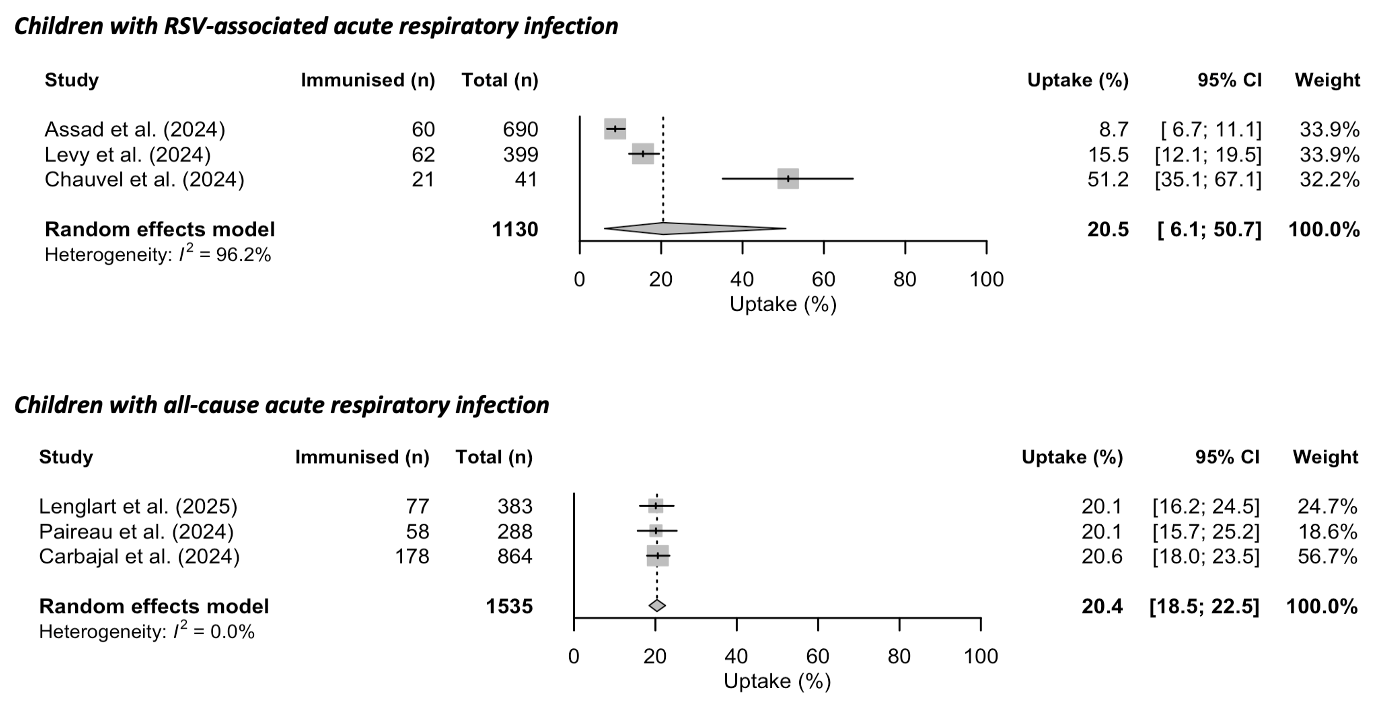 Children with RSV-associated acute respiratory infection
Study Immunised (n) Total (n) Uptake (%) 95% CI Weight
Assad et al. (2024) 60 690 8.7 [ 6.7; 11.1] 33.9%
Levy et al. (2024) 62 399 15.5 [12.1; 19.5] 33.9%
Chauvel et al. (2024) 21 41 51.2 [35.1; 67.1] 32.2%
Random effects model 1130 20.5 [ 6.1; 50.7] 100.0%
Heterogeneity: I² = 96.2%
0 20 40 60 80 100
Uptake (%)
Children with all-cause acute respiratory infection
Study Immunised (n) Total (n) Uptake (%) 95% CI Weight
Lenglart et al. (2025) 77 383 20.1 [16.2; 24.5] 24.7%
Paireau et al. (2024) 58 288 20.1 [15.7; 25.2] 18.6%
Carbajal et al. (2024) 178 864 20.6 [18.0; 23.5] 56.7%
Random effects model 1535 20.4 [18.5; 22.5] 100.0%
Heterogeneity: I² = 0.0%
0 20 40 60 80 100
Uptake (%)